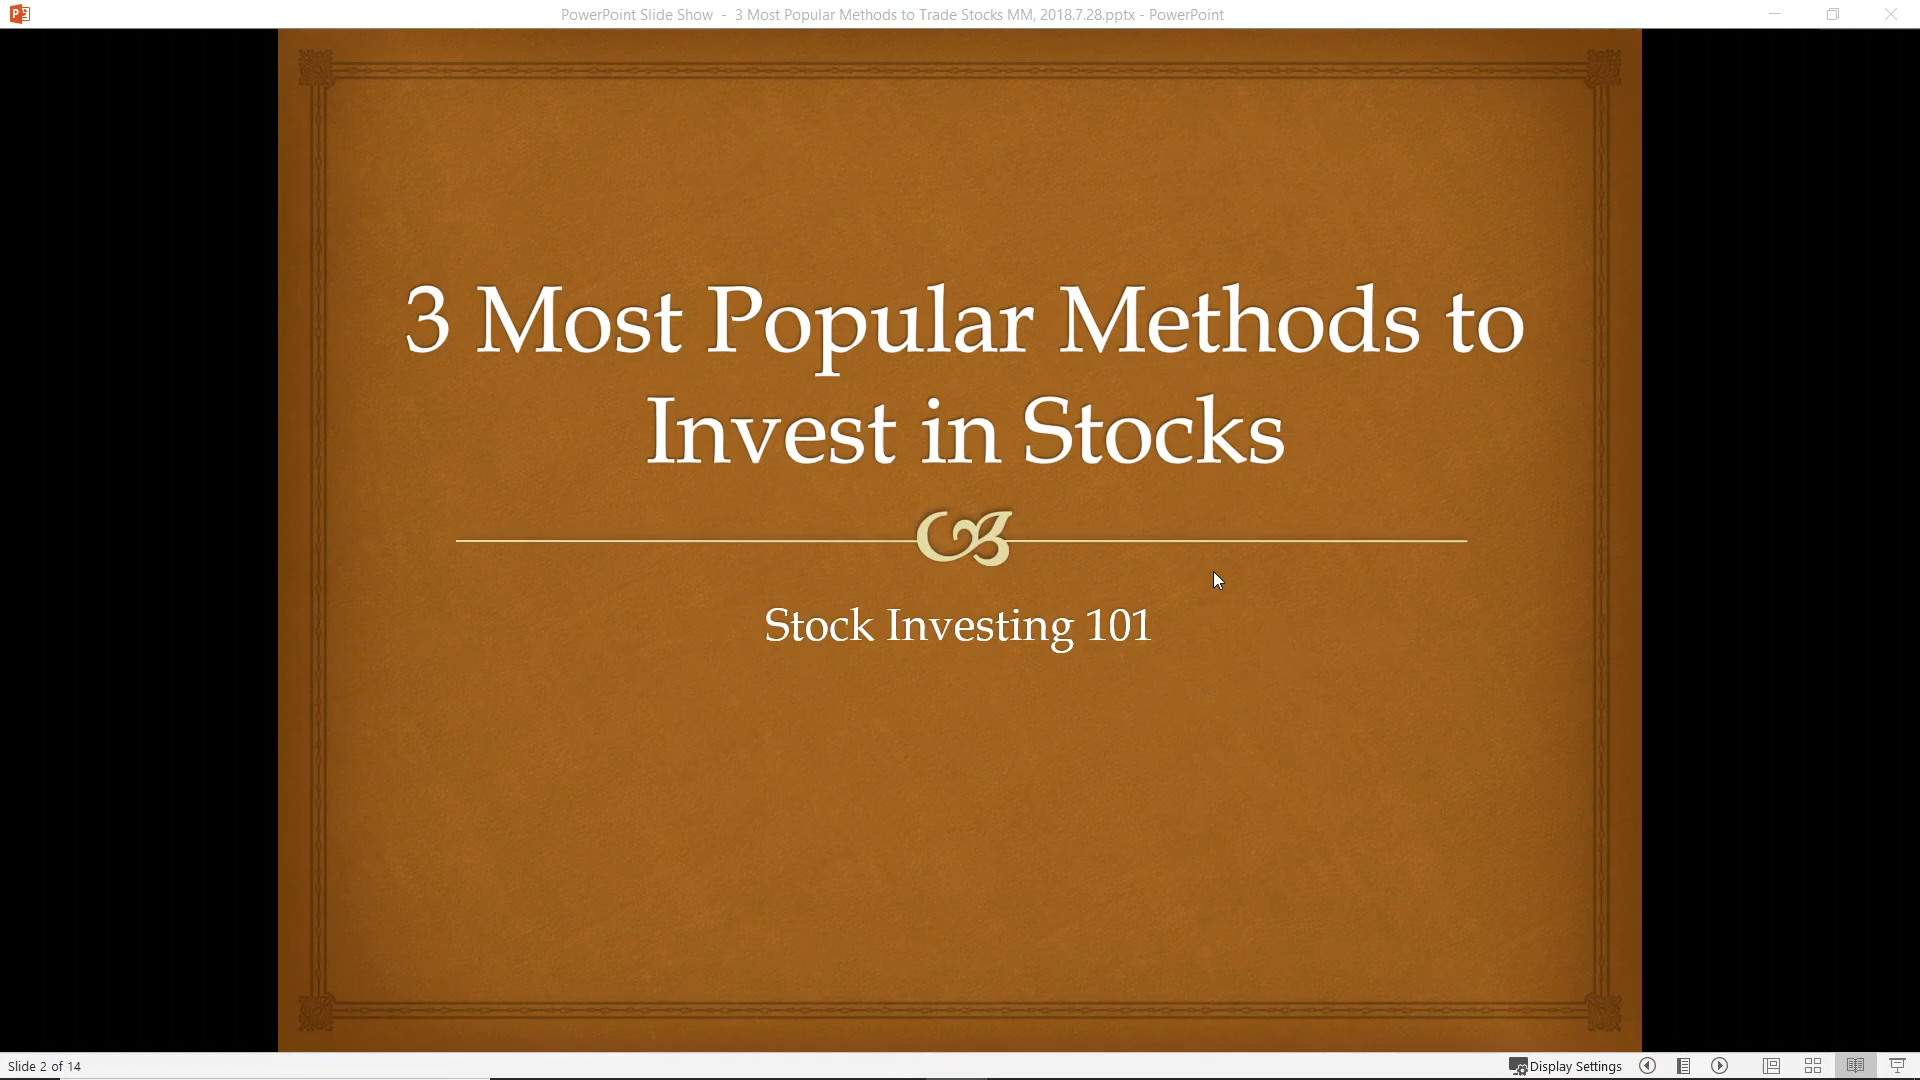 PowerPoint Slide Show - 3 Most Popular Methods to Trade Stocks MM, 2018.7.28.pptx - PowerPoint
3 Most Popular Methods to
Invest in Stocks
Stock Investing 101
Slide 2 of 14
Display Settings